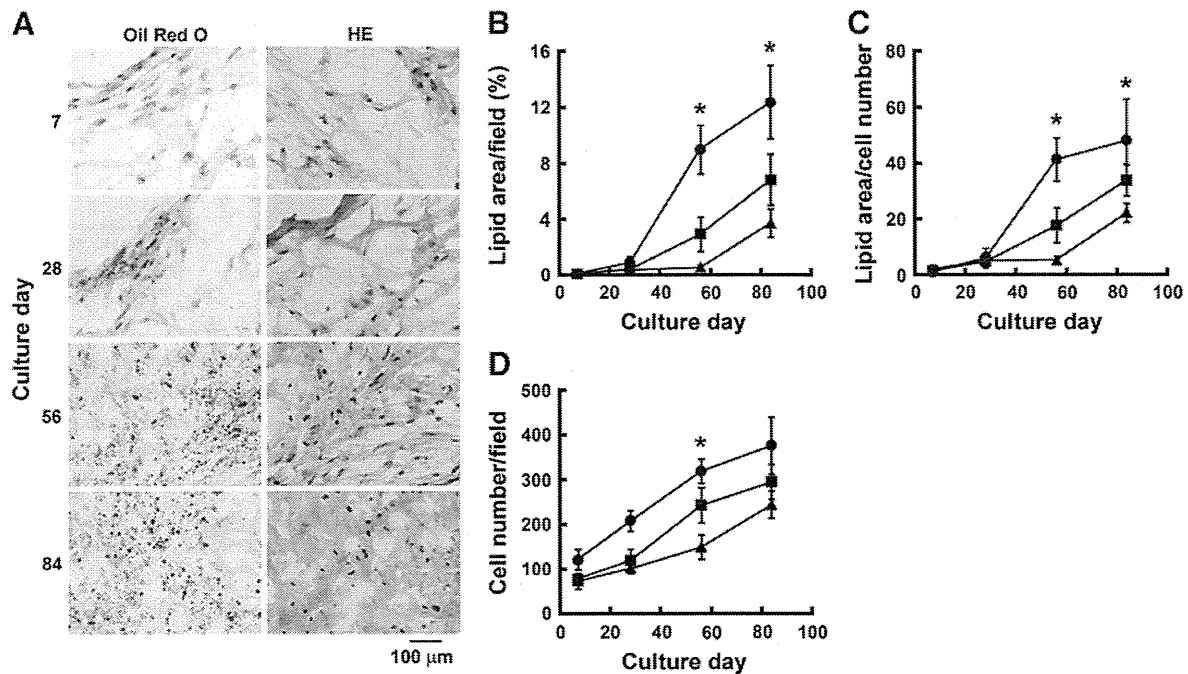 A
Oil Red O
HE
Culture day
7
28
56
84
100 µm
B
Lipid area/field (%)
16
12
8
4
0
*
*
0 20 40 60 80 100
Culture day
C
Lipid area/cell number
80
60
40
20
0
*
*
0 20 40 60 80 100
Culture day
D
Cell number/field
500
400
300
200
100
0
*
0 20 40 60 80 100
Culture day